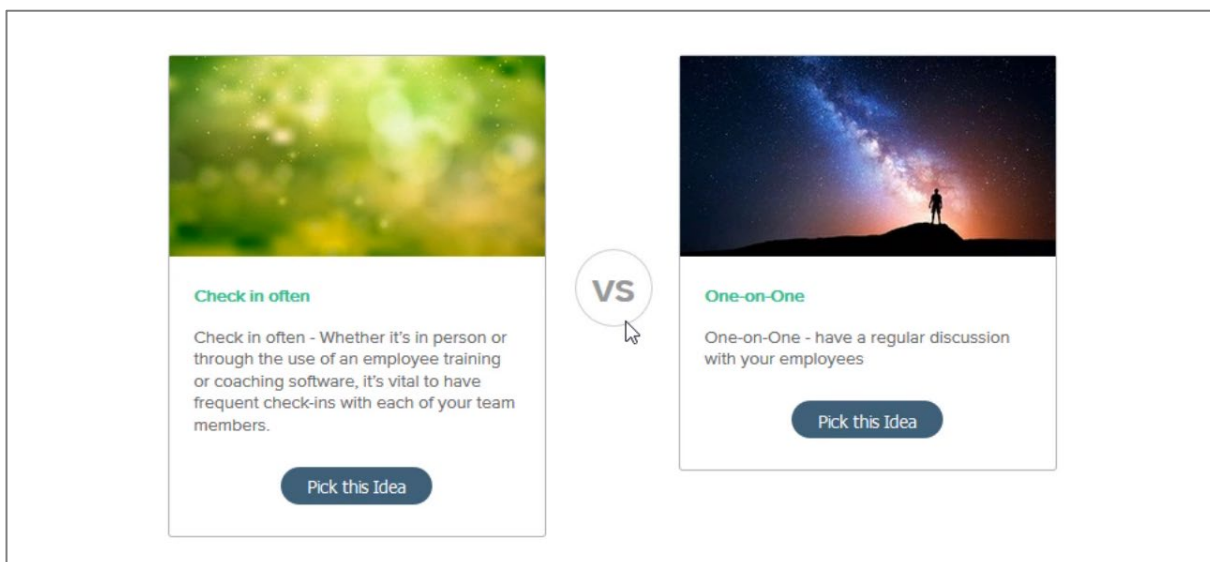 Check in often
Check in often - Whether it's in person or
through the use of an employee training
or coaching software, it's vital to have
frequent check-ins with each of your team
members.
Pick this Idea
VS
One-on-One
One-on-One - have a regular discussion
with your employees
Pick this Idea